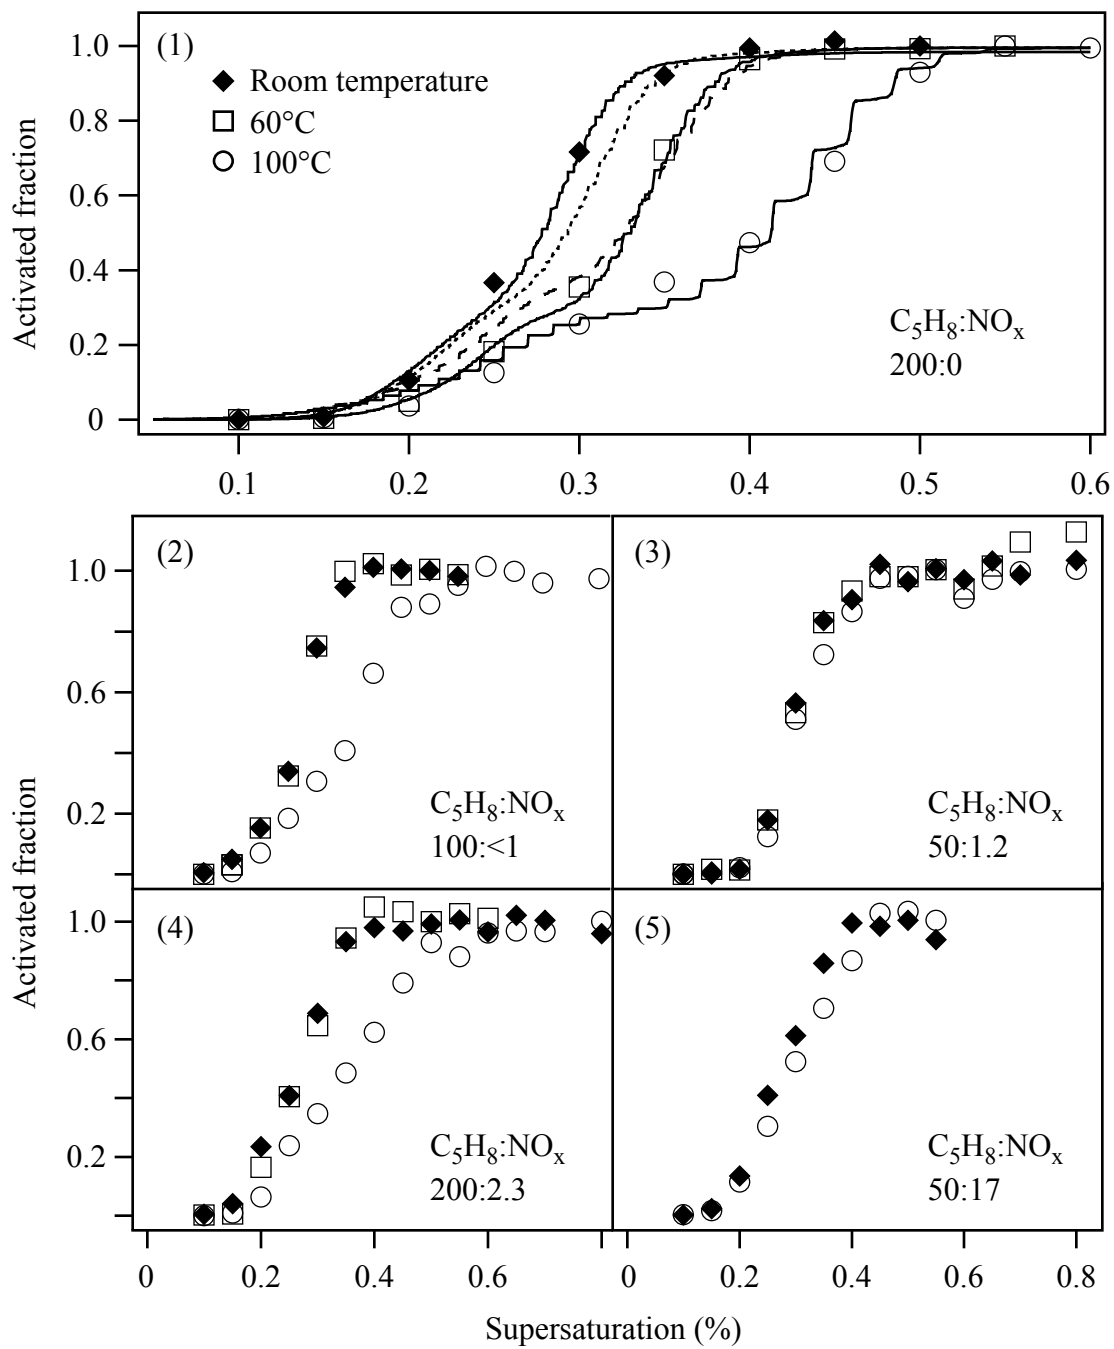 (1)
1.0
0.8
0.6
0.4
0.2
0
Activated fraction
Room temperature
60°C
100°C
C₅H₈:NOₓ
200:0
0.1 0.2 0.3 0.4 0.5 0.6
(2)
1.0
0.6
0.2
Activated fraction
C₅H₈:NOₓ
100:<1
(3)
C₅H₈:NOₓ
50:1.2
(4)
1.0
0.6
0.2
Activated fraction
C₅H₈:NOₓ
200:2.3
(5)
C₅H₈:NOₓ
50:17
0 0.2 0.4 0.6 0 0.2 0.4 0.6 0.8
Supersaturation (%)